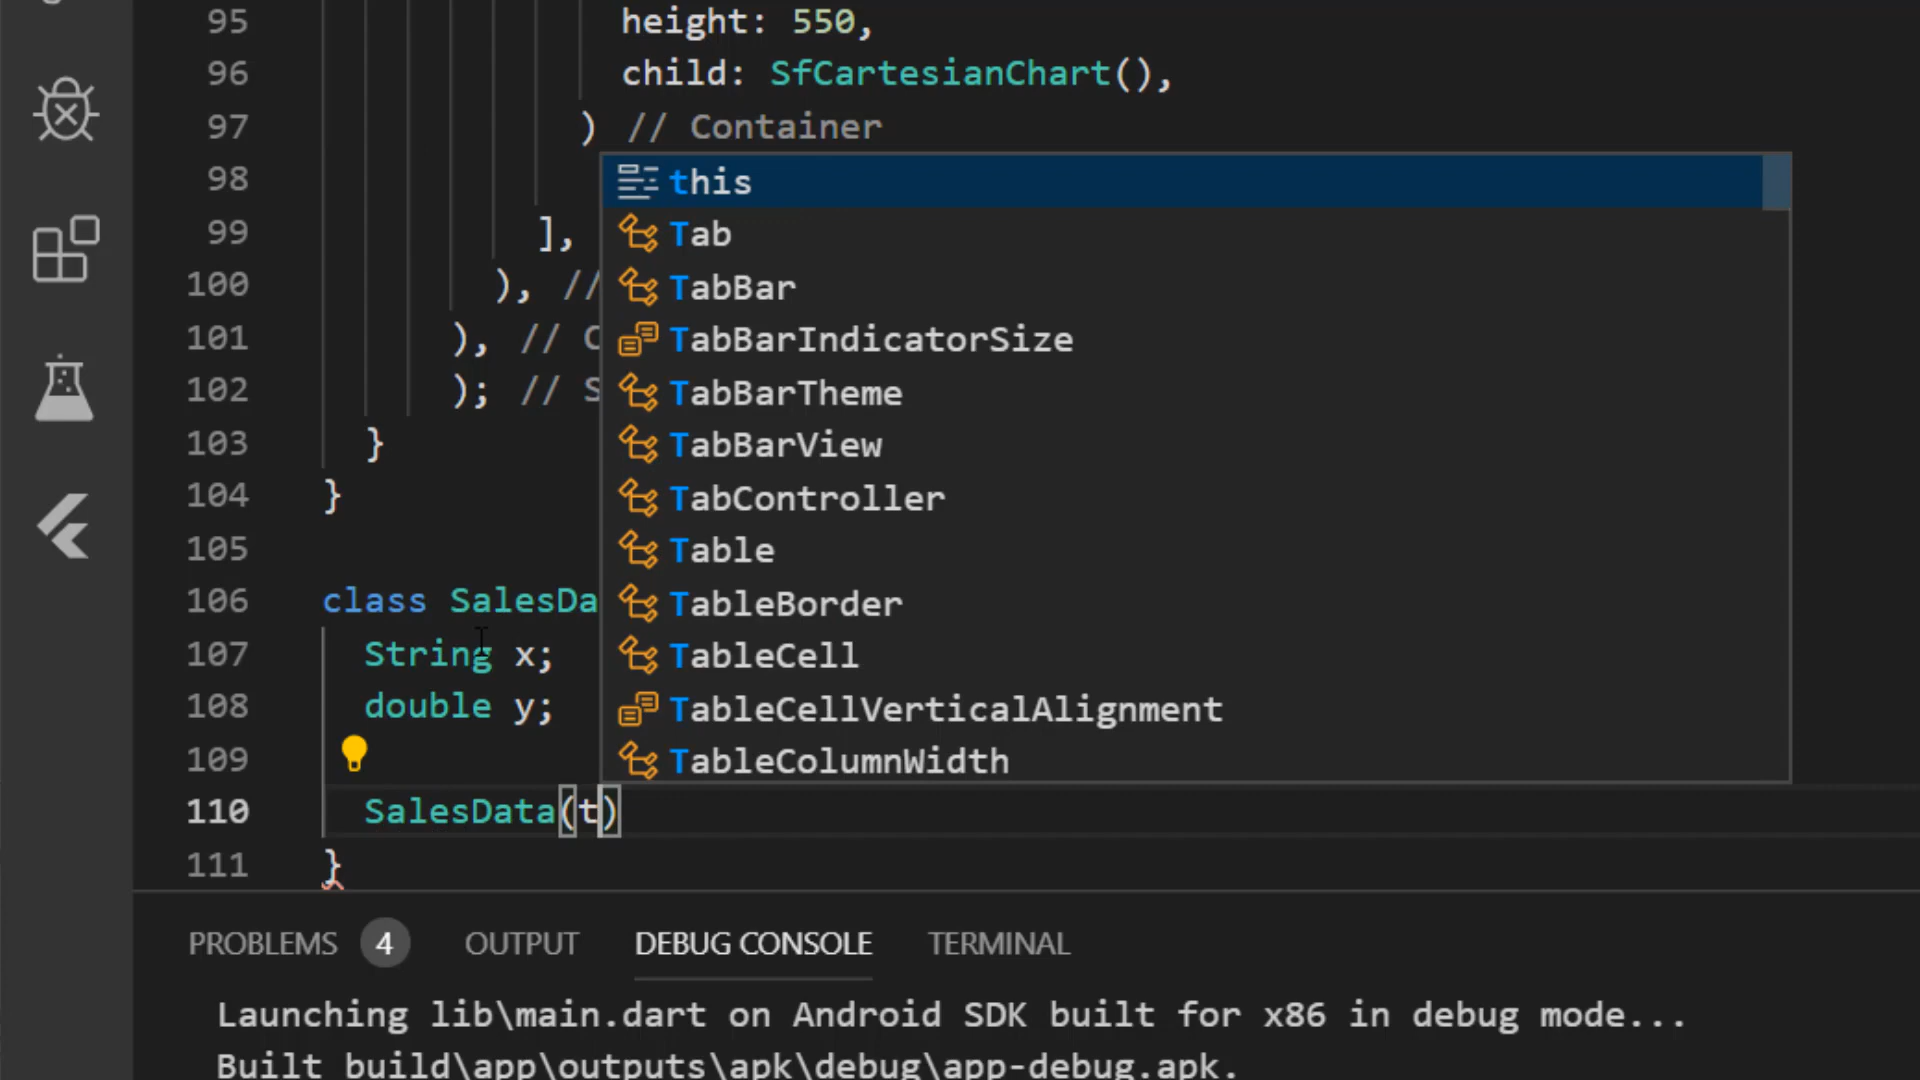 95 height: 550,
96 child: SfCartesianChart(),
97 ) // Container
98 this
Tab
99 ],
TabBar
100 ), //
TabBarIndicatorSize
101 ), // C
TabBarTheme
102 ); // S
TabBarView
103 }
TabController
104 }
Table
105
TableBorder
106 class SalesDa
TableCell
107 String x;
TableCellVerticalAlignment
108 double y;
TableColumnWidth
109
110 SalesData(t)
111 }
PROBLEMS 4 OUTPUT DEBUG CONSOLE TERMINAL
Launching lib\main.dart on Android SDK built for x86 in debug mode...
Built build\app\outputs\apk\debug\app-debug.apk.